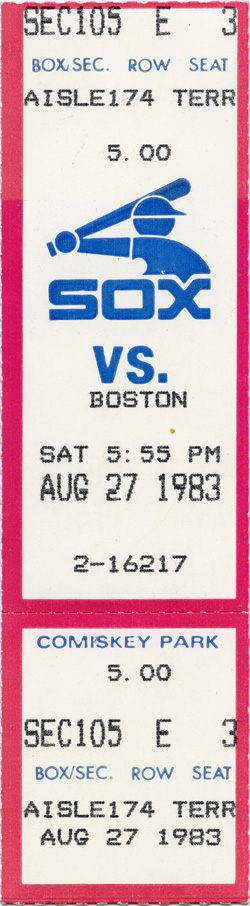 SEC105 E 3
BOX/SEC. ROW SEAT
AISLE174 TERR
5.00
SOX
VS.
BOSTON
SAT 5:55 PM
AUG 27 1983
2-16217
COMISKEY PARK
5.00
SEC105 E 3
BOX/SEC. ROW SEAT
AISLE174 TERR
AUG 27 1983